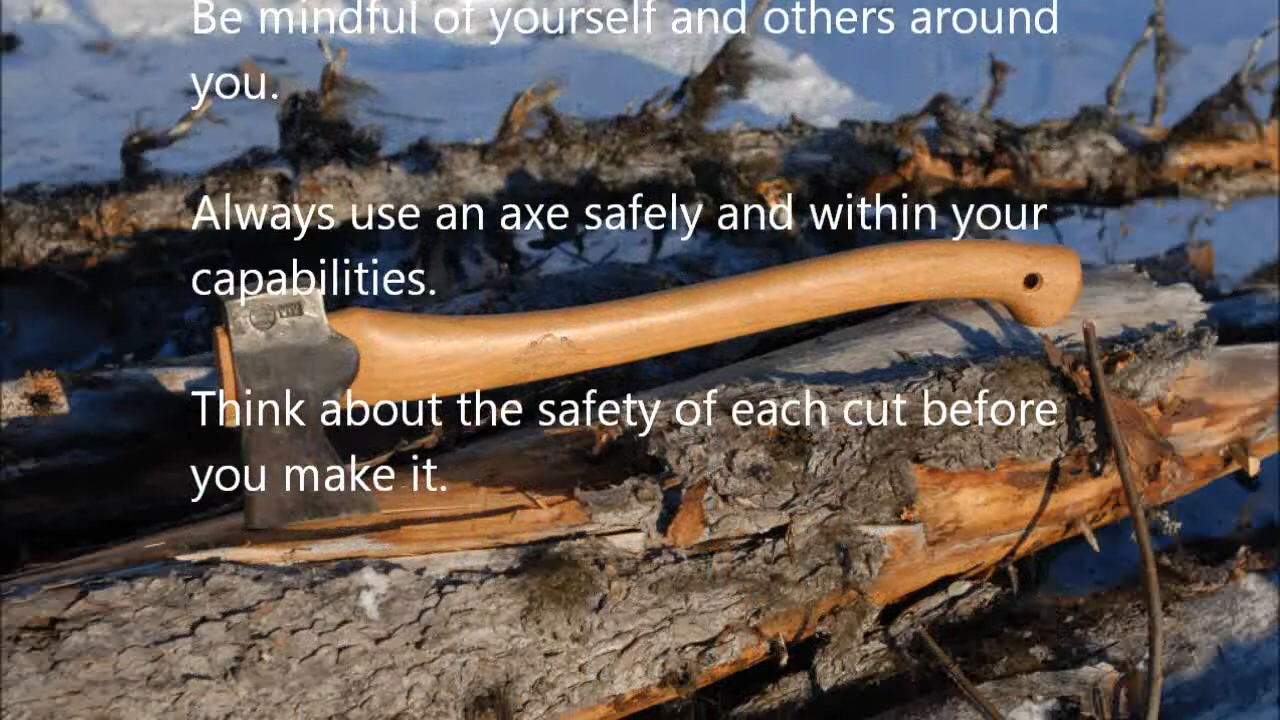 Be mindful of yourself and others around
you.
Always use an axe safely and within your
capabilities.
Think about the safety of each cut before
you make it.